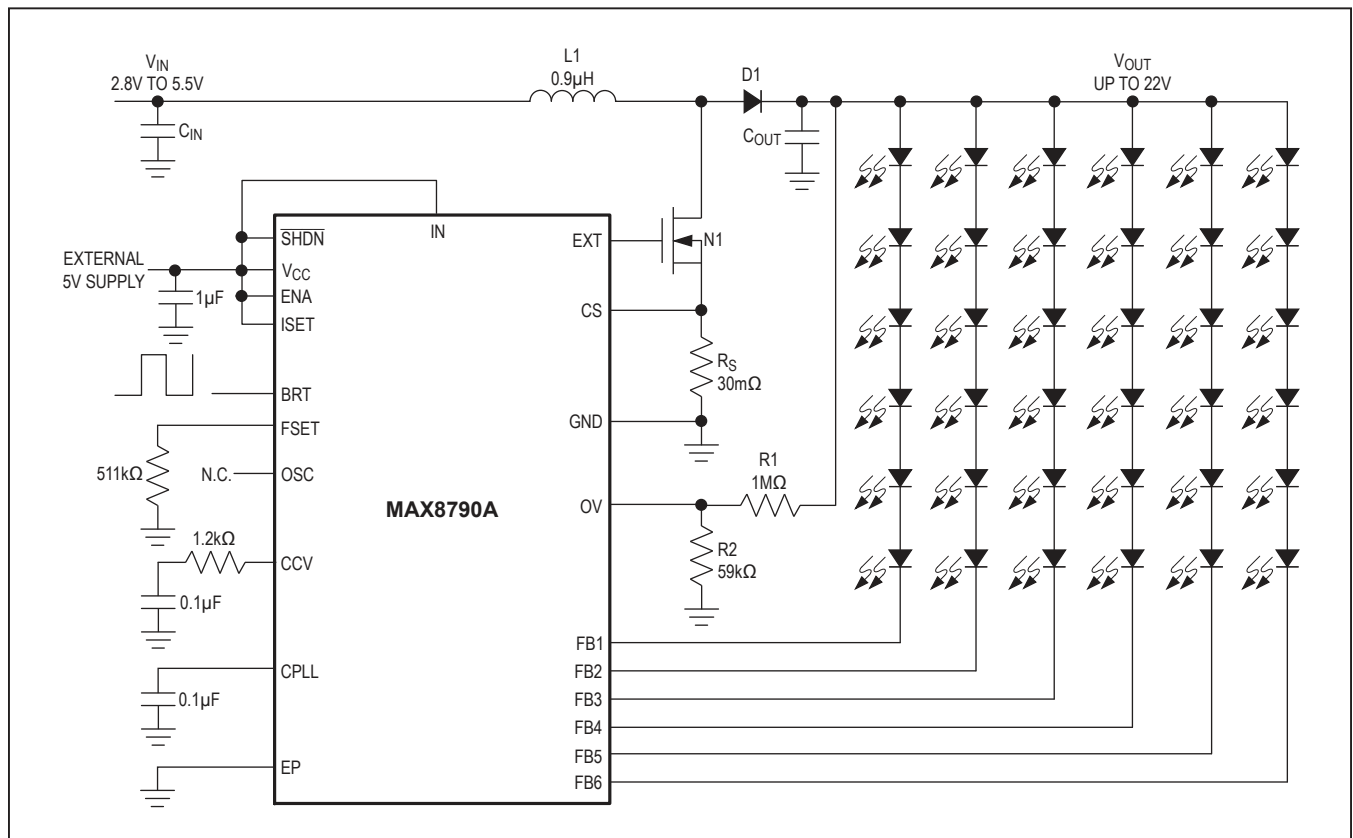 VIN
2.8V TO 5.5V
L1
0.9µH
D1
VOUT
UP TO 22V
CIN
COUT
SHDN
IN
EXT
N1
EXTERNAL
5V SUPPLY
VCC
1µF
ENA
ISET
CS
RS
30mΩ
BRT
FSET
GND
511kΩ
N.C.
OSC
R1
1MΩ
MAX8790A
OV
1.2kΩ
CCV
R2
59kΩ
0.1µF
FB1
CPLL
FB2
0.1µF
FB3
FB4
FB5
EP
FB6